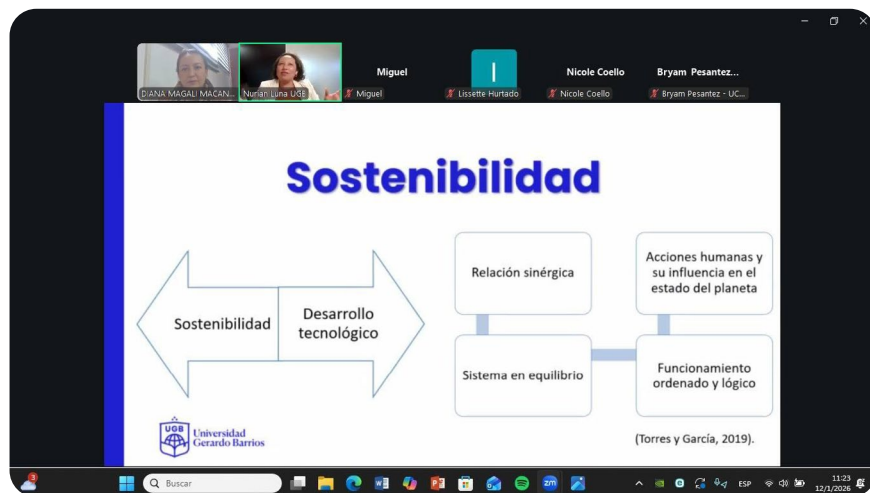 Miguel
I
Nicole Coello
Bryam Pesantez...
DIANA MAGALI MACAN...
Nurian Luna UGB
Miguel
Lissette Hurtado
Nicole Coello
Bryam Pesantez - UC...
Sostenibilidad
Sostenibilidad
Desarrollo
tecnológico
Relación sinérgica
Sistema en equilibrio
Funcionamiento
ordenado y lógico
Acciones humanas y
su influencia en el
estado del planeta
UGB
Universidad
Gerardo Barrios
(Torres y García, 2019).
3
Buscar
zm
ESP
11:23
12/1/2026